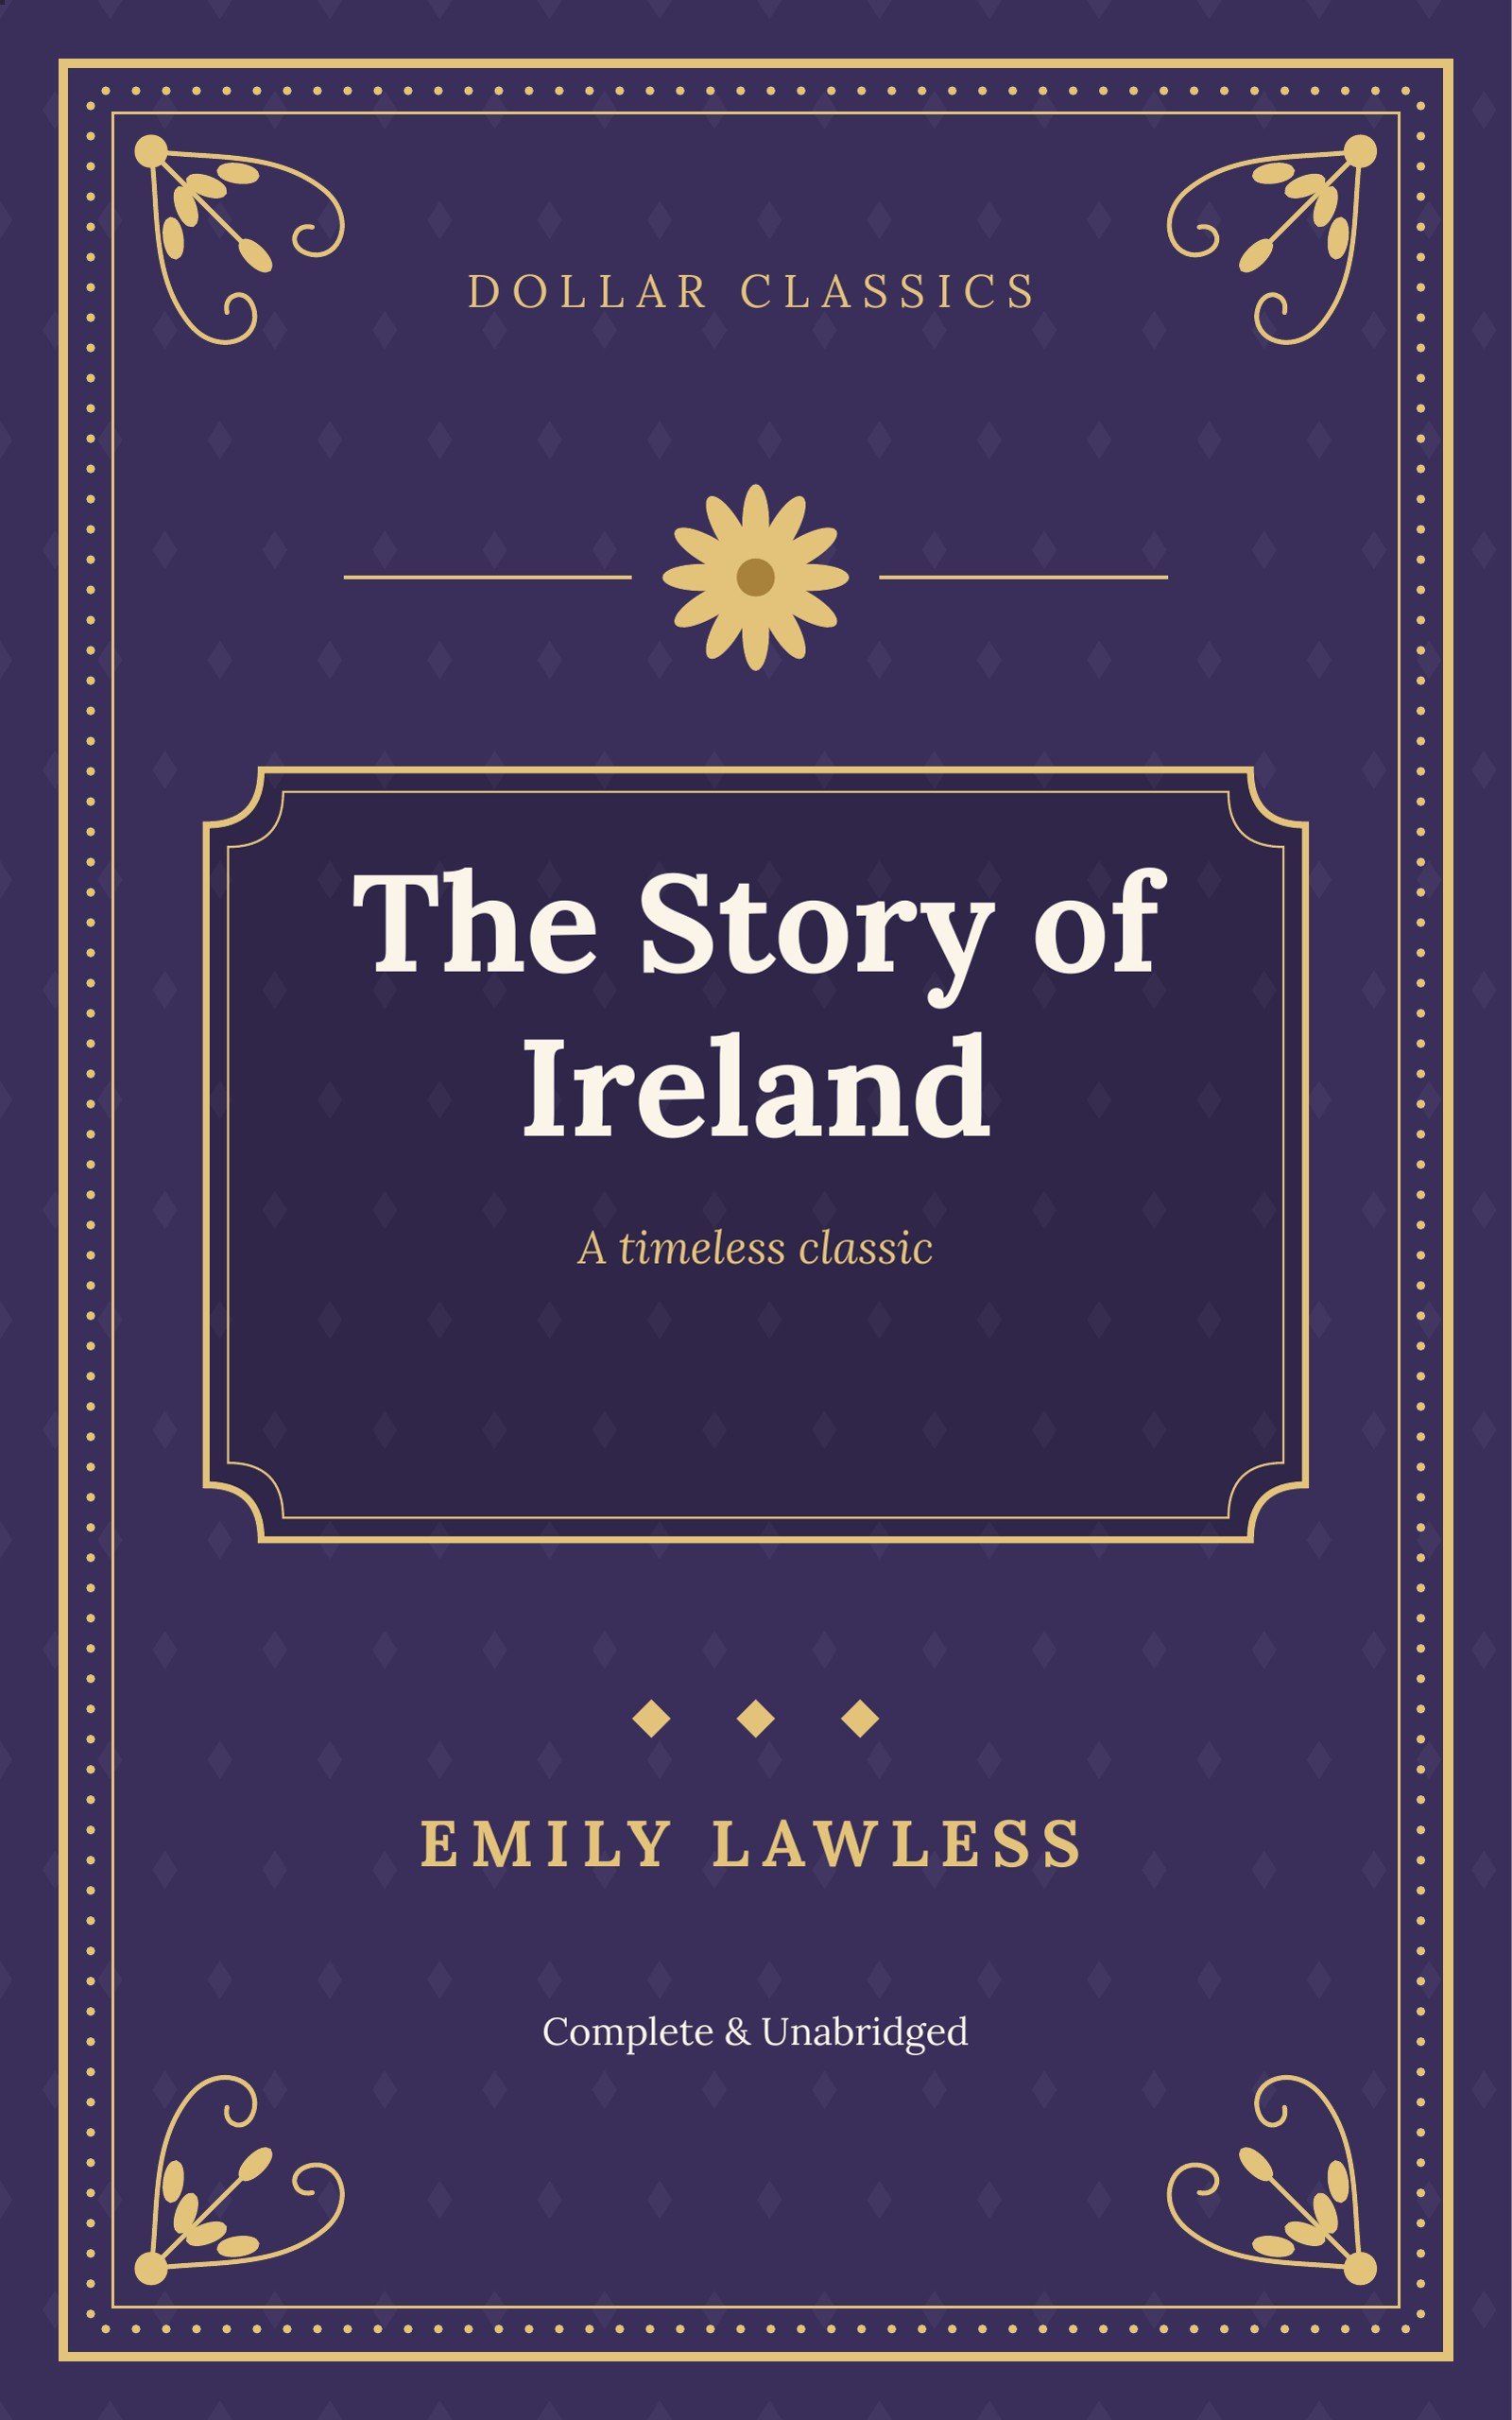 DOLLAR CLASSICS
The Story of
Ireland
A timeless classic
EMILY LAWLESS
Complete & Unabridged